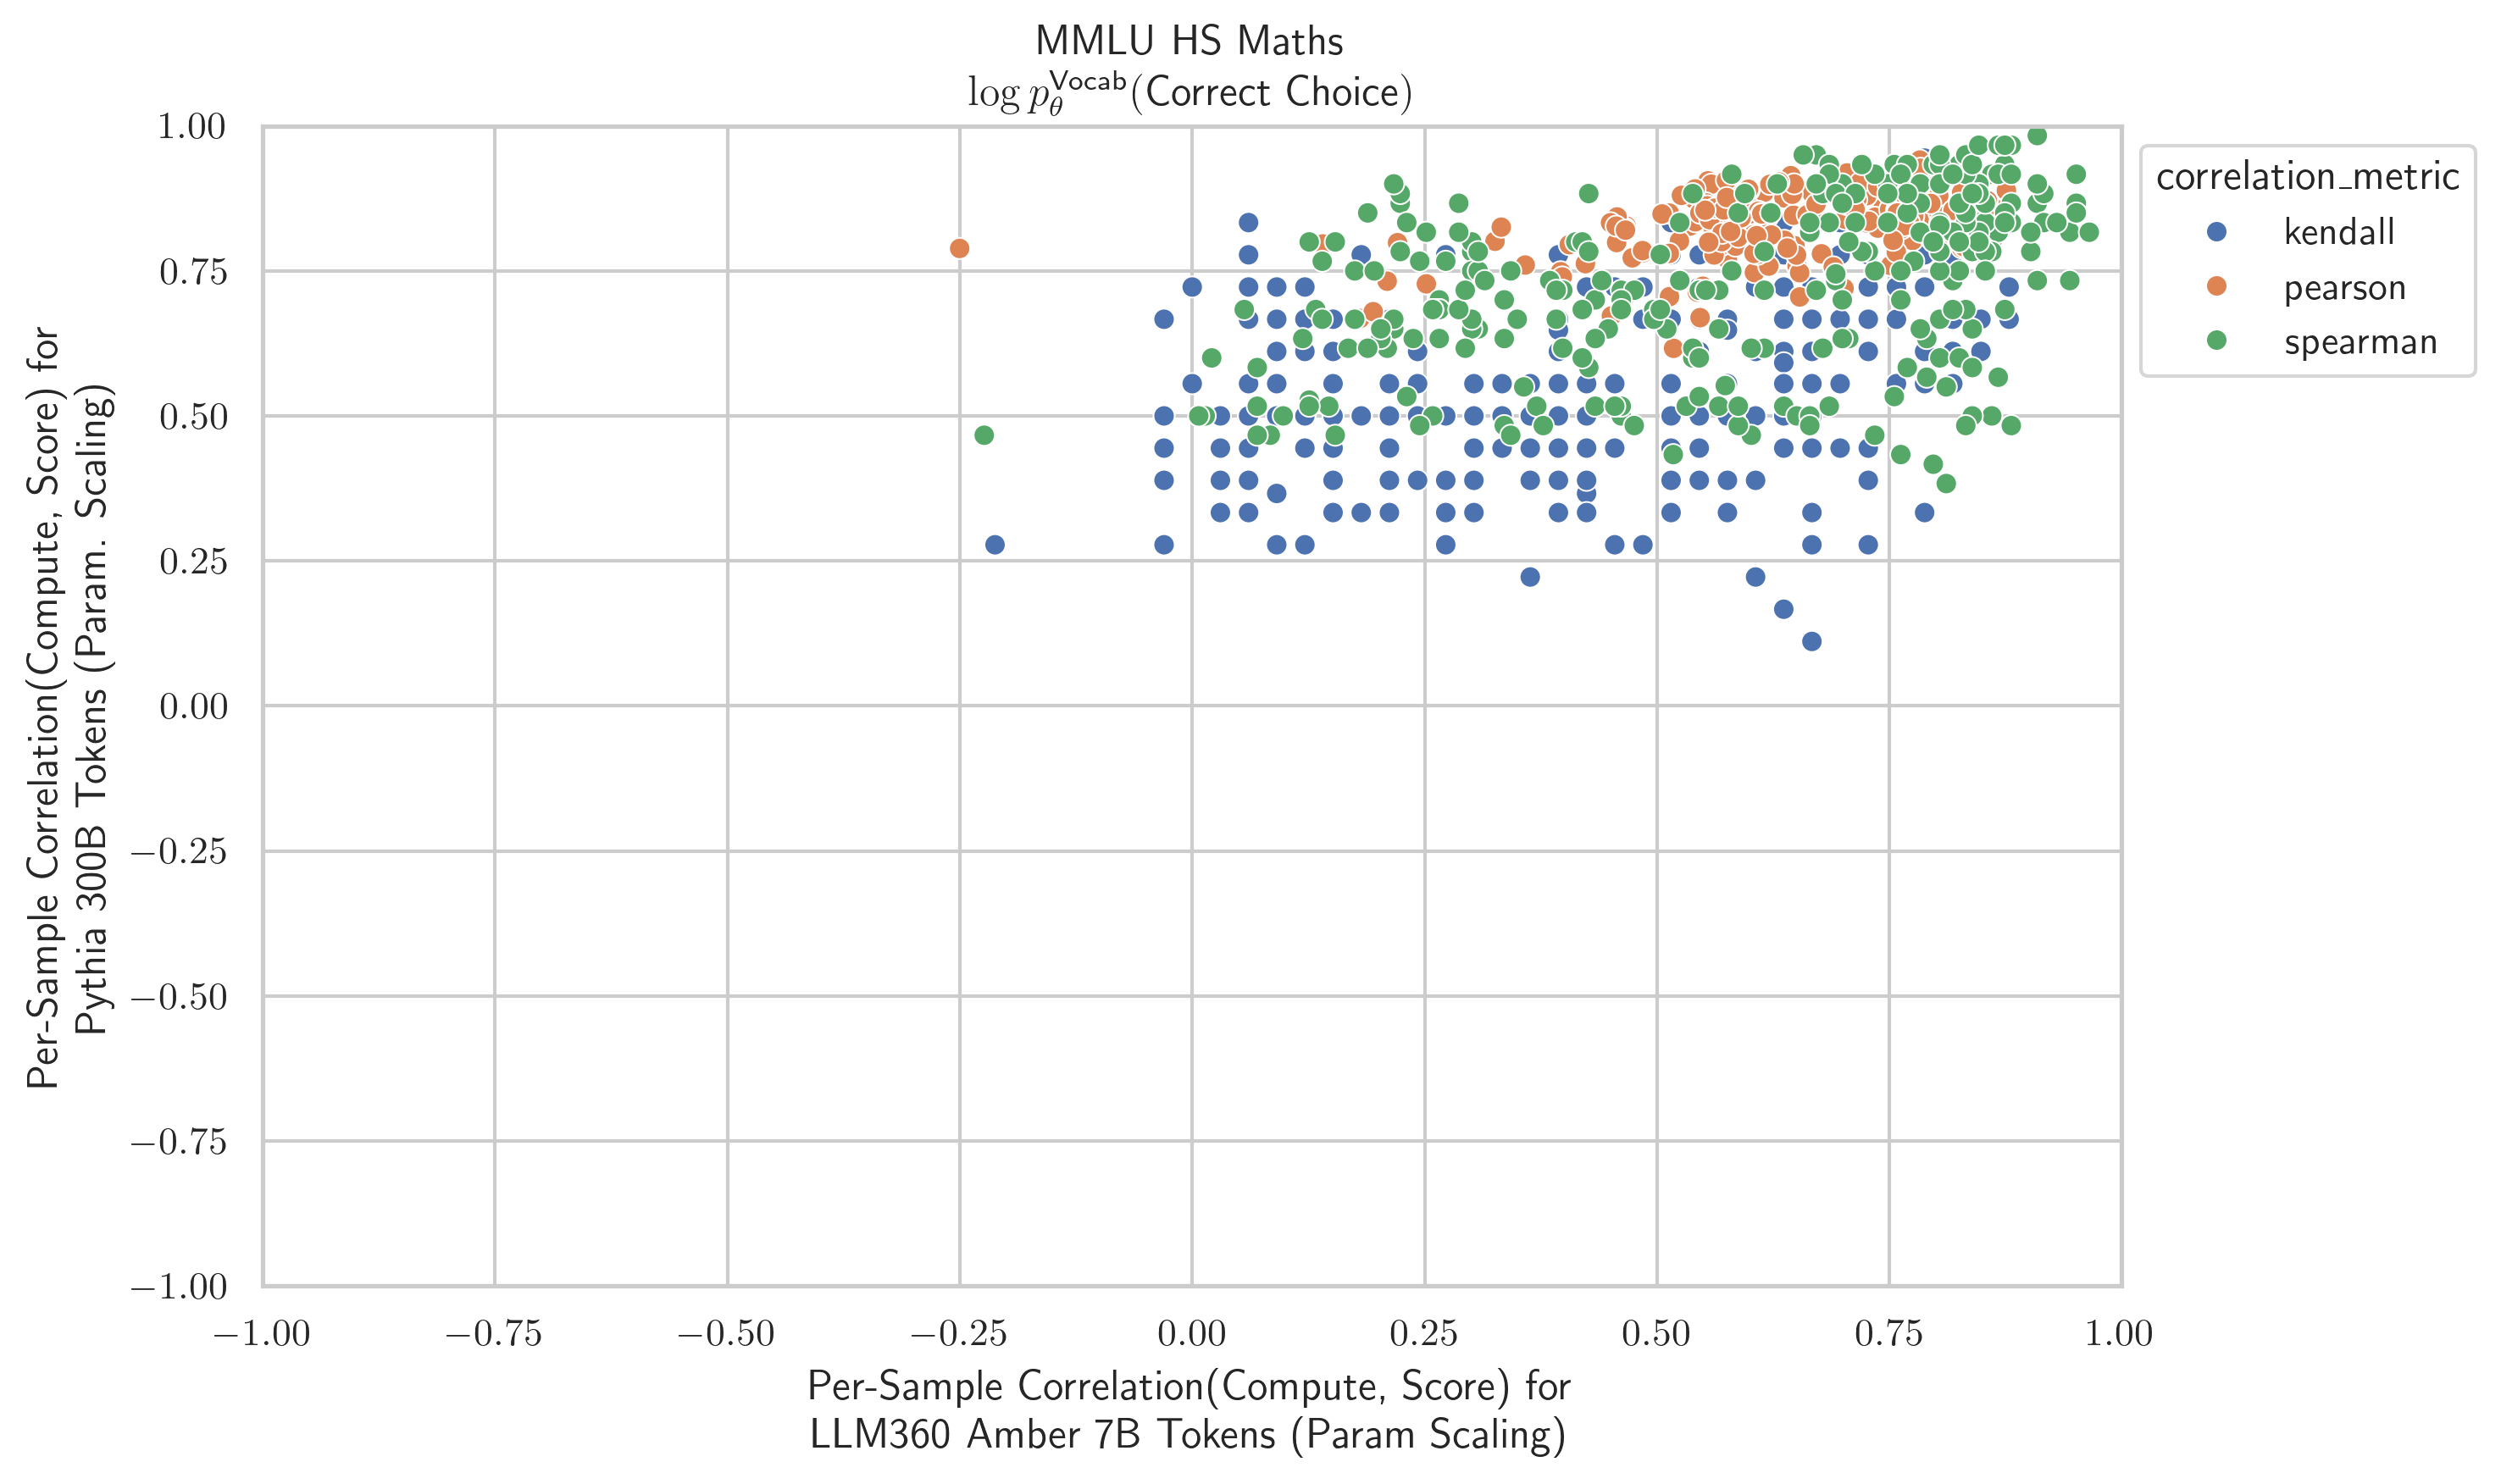 MMLU HS Maths
log p_θ^Vocab(Correct Choice)
1.00
0.75
0.50
0.25
0.00
−0.25
−0.50
−0.75
−1.00
Per-Sample Correlation(Compute, Score) for
Pythia 300B Tokens (Param. Scaling)
−1.00
−0.75
−0.50
−0.25
0.00
0.25
0.50
0.75
1.00
Per-Sample Correlation(Compute, Score) for
LLM360 Amber 7B Tokens (Param Scaling)
correlation_metric
kendall
pearson
spearman